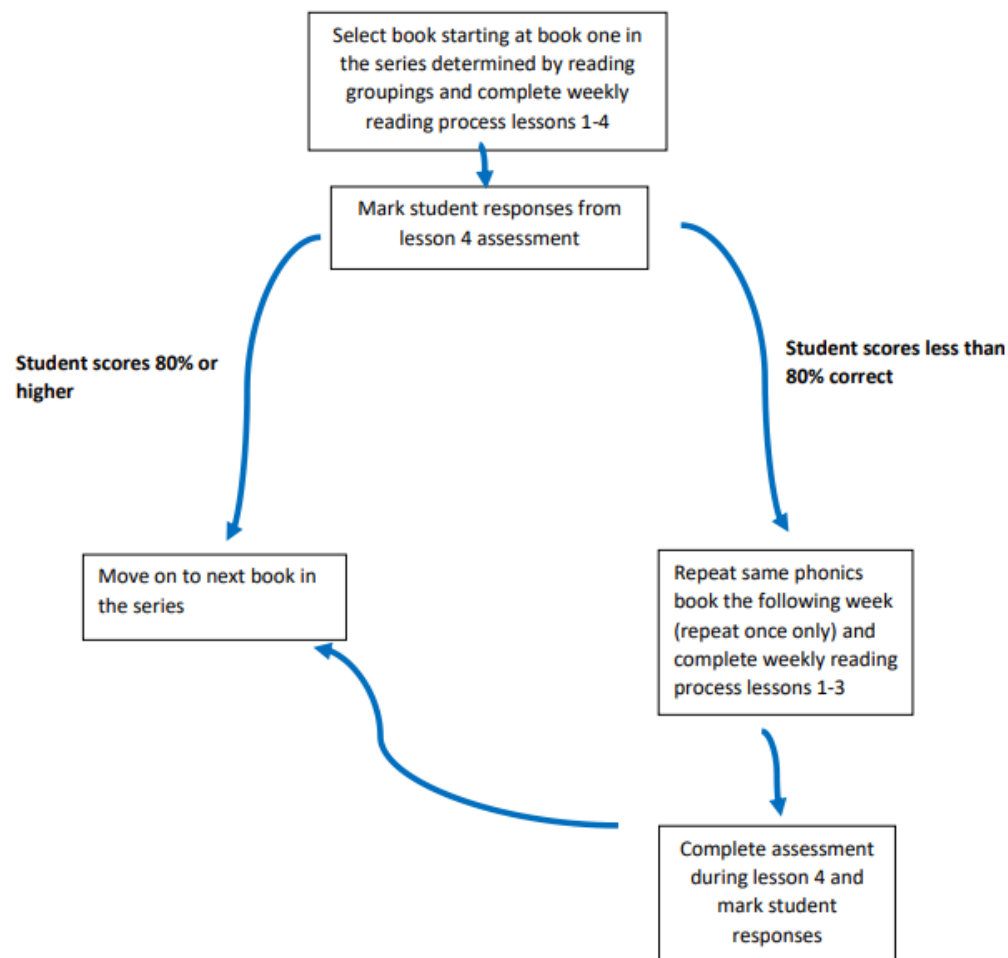 Select book starting at book one in
the series determined by reading
groupings and complete weekly
reading process lessons 1-4
Mark student responses from
lesson 4 assessment
Student scores 80% or
higher
Student scores less than
80% correct
Move on to next book in
the series
Repeat same phonics
book the following week
(repeat once only) and
complete weekly reading
process lessons 1-3
Complete assessment
during lesson 4 and
mark student
responses